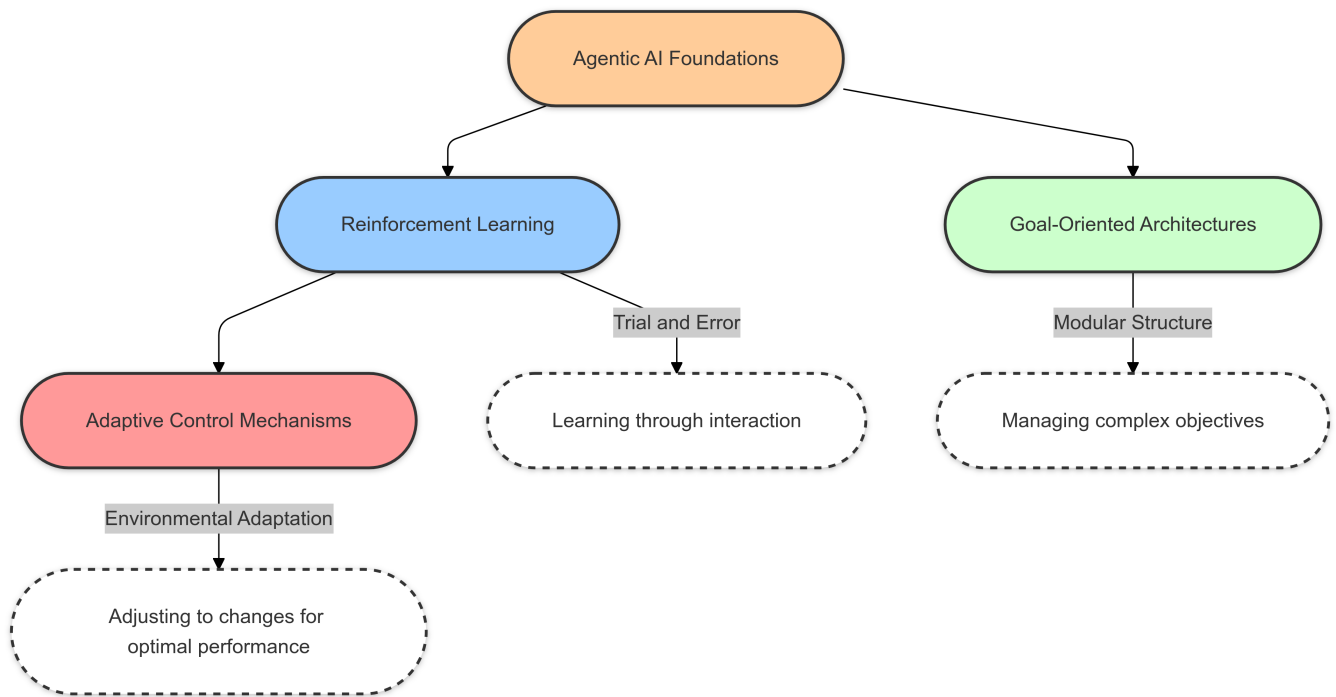 Agentic AI Foundations
Reinforcement Learning
Goal-Oriented Architectures
Trial and Error
Modular Structure
Adaptive Control Mechanisms
Learning through interaction
Managing complex objectives
Environmental Adaptation
Adjusting to changes for
optimal performance